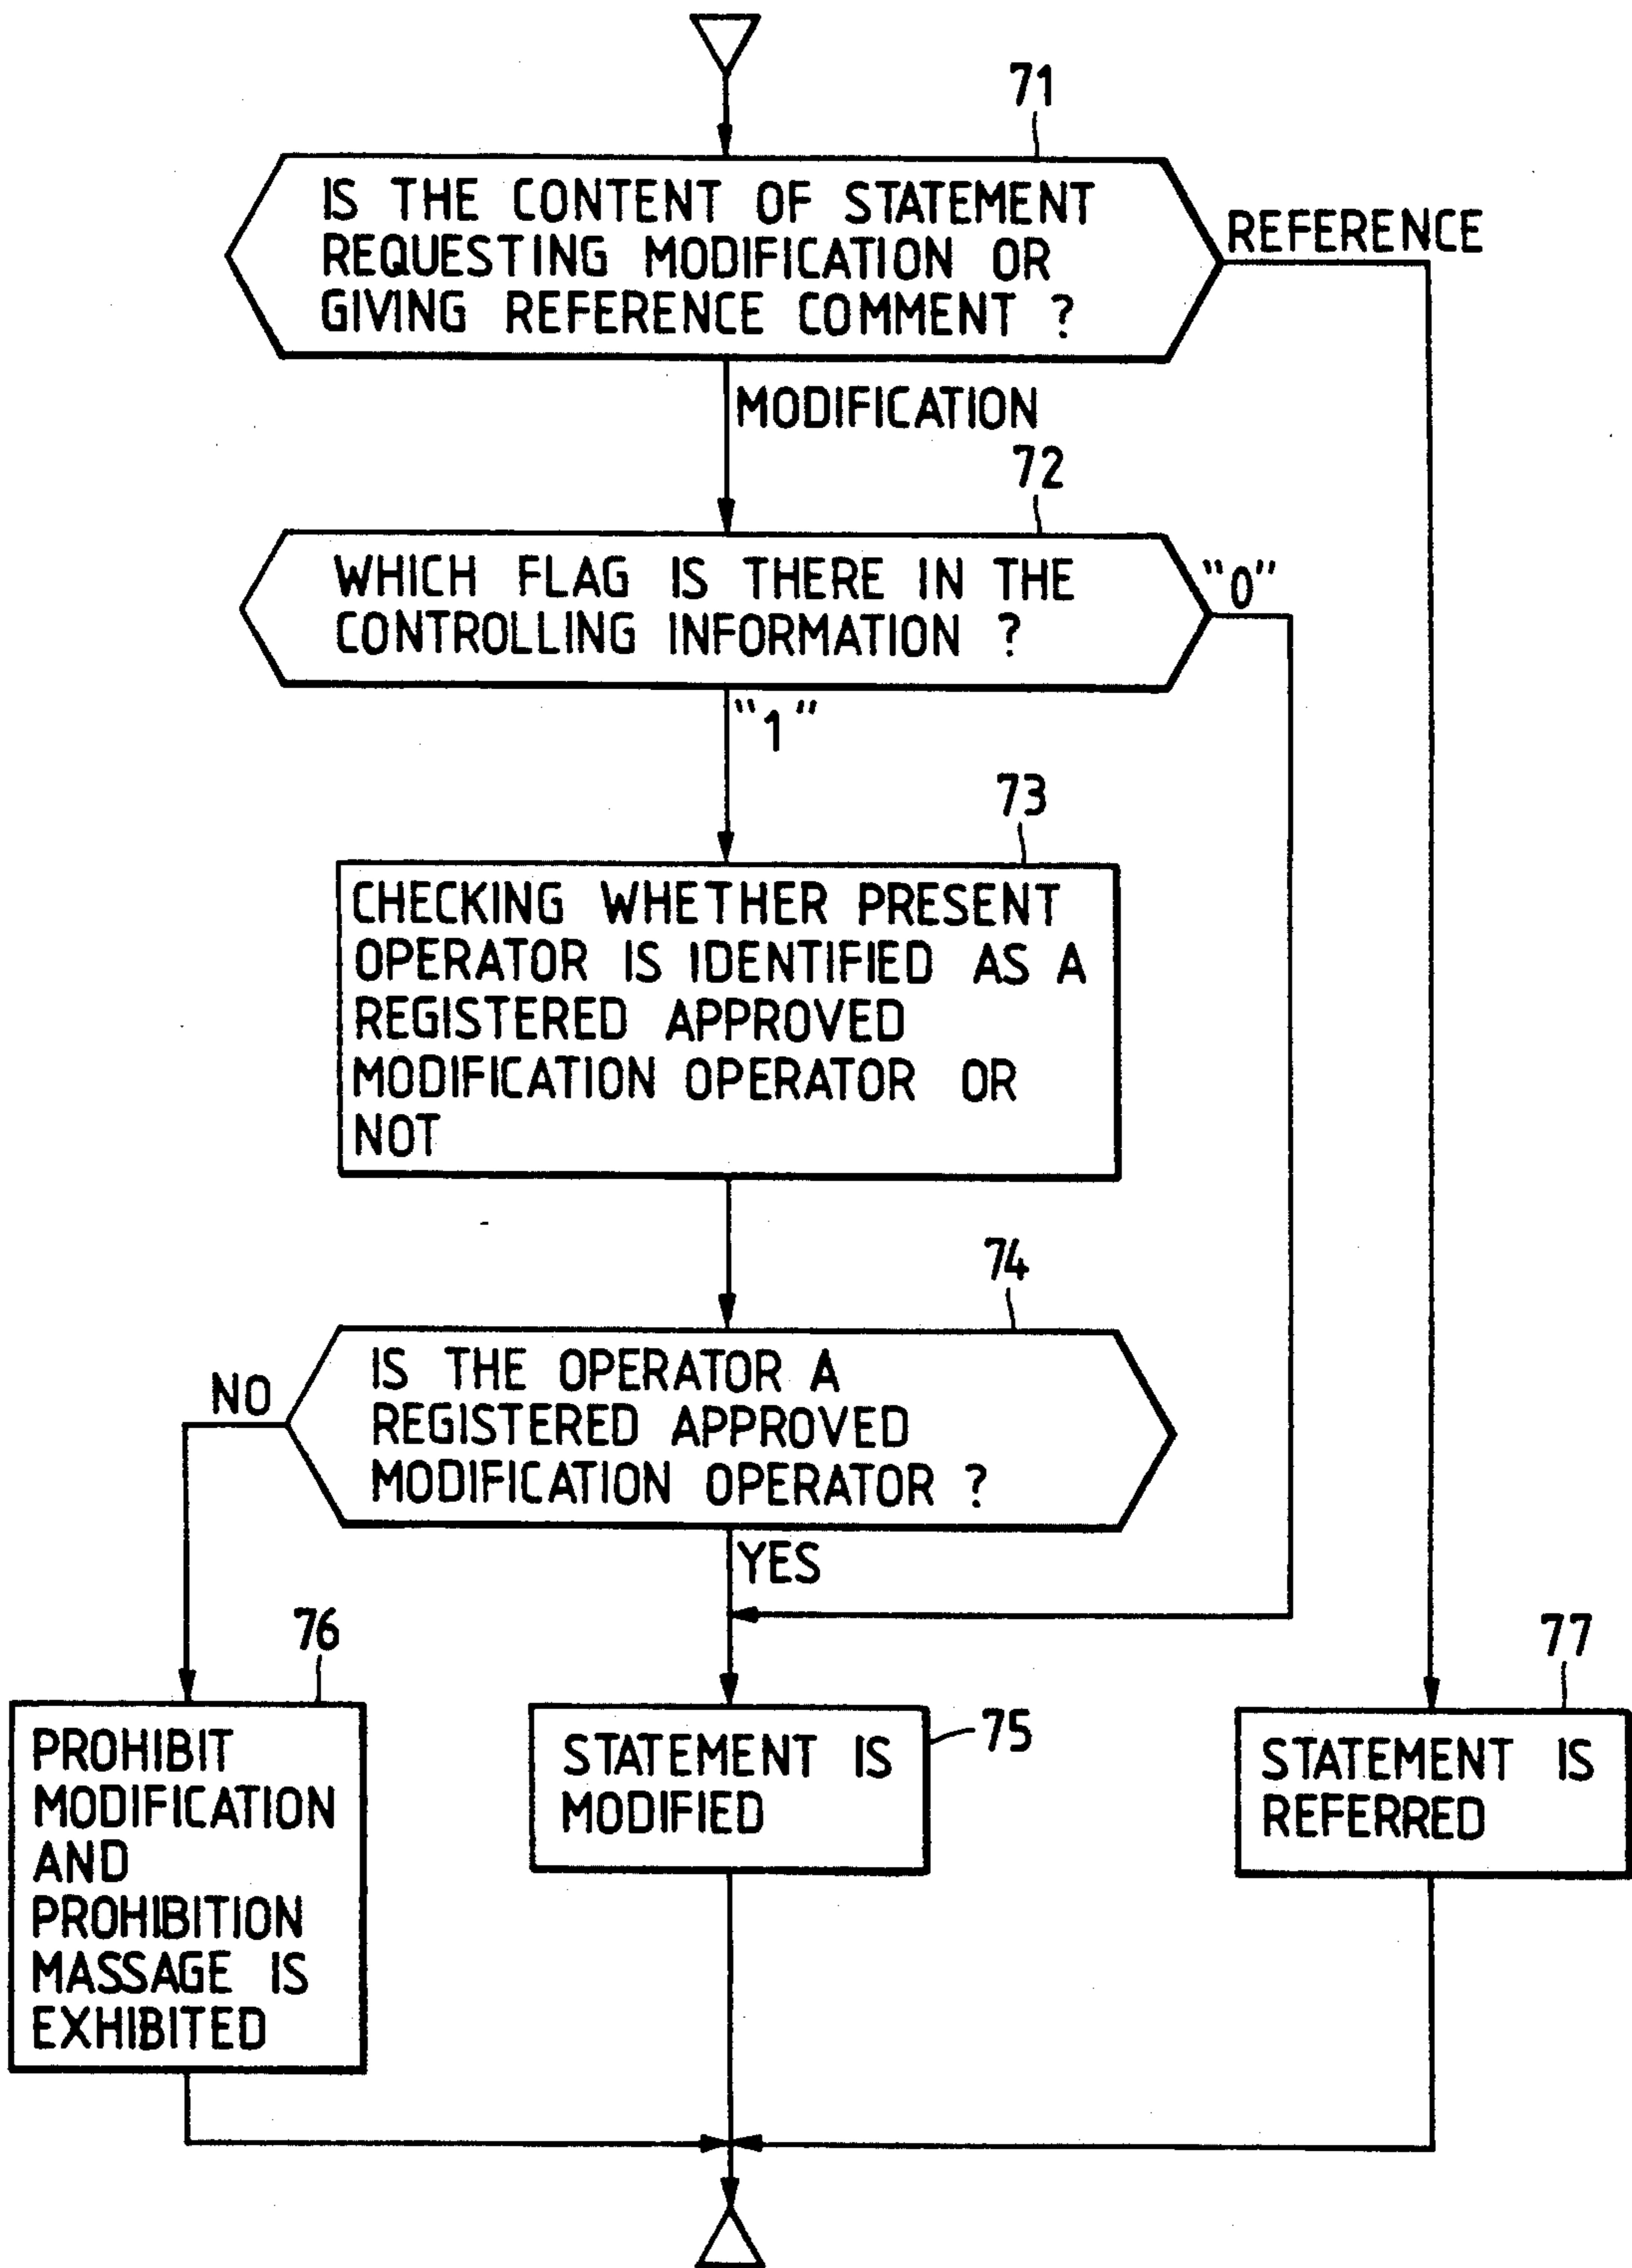 71
IS THE CONTENT OF STATEMENT
REQUESTING MODIFICATION OR
GIVING REFERENCE COMMENT ?
REFERENCE
MODIFICATION
72
WHICH FLAG IS THERE IN THE
CONTROLLING INFORMATION ?
"0"
"1"
73
CHECKING WHETHER PRESENT
OPERATOR IS IDENTIFIED AS A
REGISTERED APPROVED
MODIFICATION OPERATOR OR
NOT
74
IS THE OPERATOR A
REGISTERED APPROVED
MODIFICATION OPERATOR ?
NO
YES
76
PROHIBIT
MODIFICATION
AND
PROHIBITION
MASSAGE IS
EXHIBITED
75
STATEMENT IS
MODIFIED
77
STATEMENT IS
REFERRED